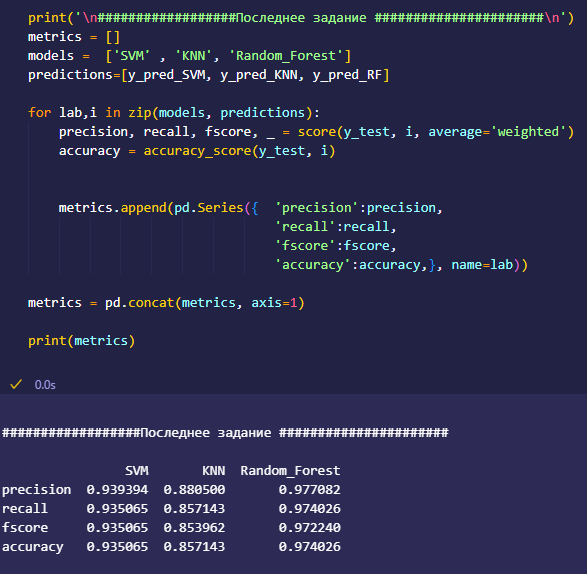 print('\n##################Последнее задание ######################\n')
metrics = []
models =  ['SVM' , 'KNN', 'Random_Forest']
predictions=[y_pred_SVM, y_pred_KNN, y_pred_RF]
for lab,i in zip(models, predictions):
    precision, recall, fscore, _ = score(y_test, i, average='weighted')
    accuracy = accuracy_score(y_test, i)
    metrics.append(pd.Series({  'precision':precision,
                                'recall':recall,
                                'fscore':fscore,
                                'accuracy':accuracy,}, name=lab))
metrics = pd.concat(metrics, axis=1)
print(metrics)
0.0s
##################Последнее задание ######################
                SVM       KNN  Random_Forest
precision  0.939394  0.880500       0.977082
recall     0.935065  0.857143       0.974026
fscore     0.935065  0.853962       0.972240
accuracy   0.935065  0.857143       0.974026